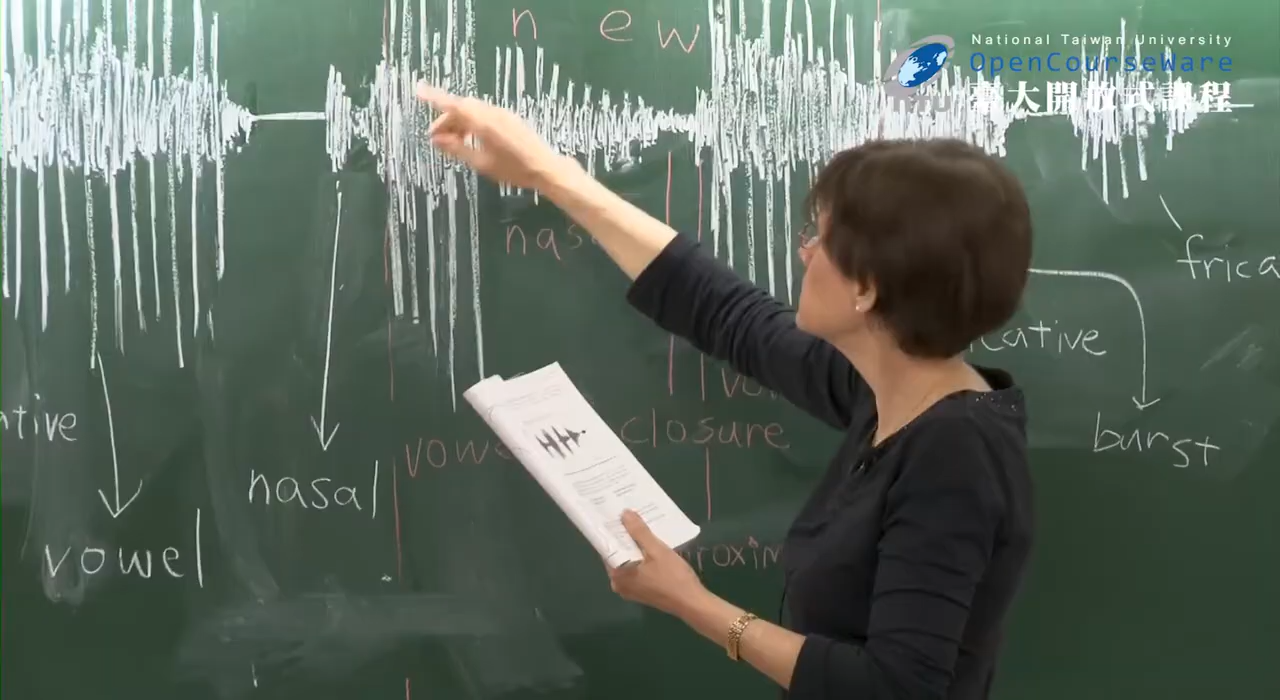 n e w
National Taiwan University
OpenCourseWare
NTU 臺大開放式課程
nasa
frica
cative
vo
ative
vowe closure
burst
nasal
vowel
roxim